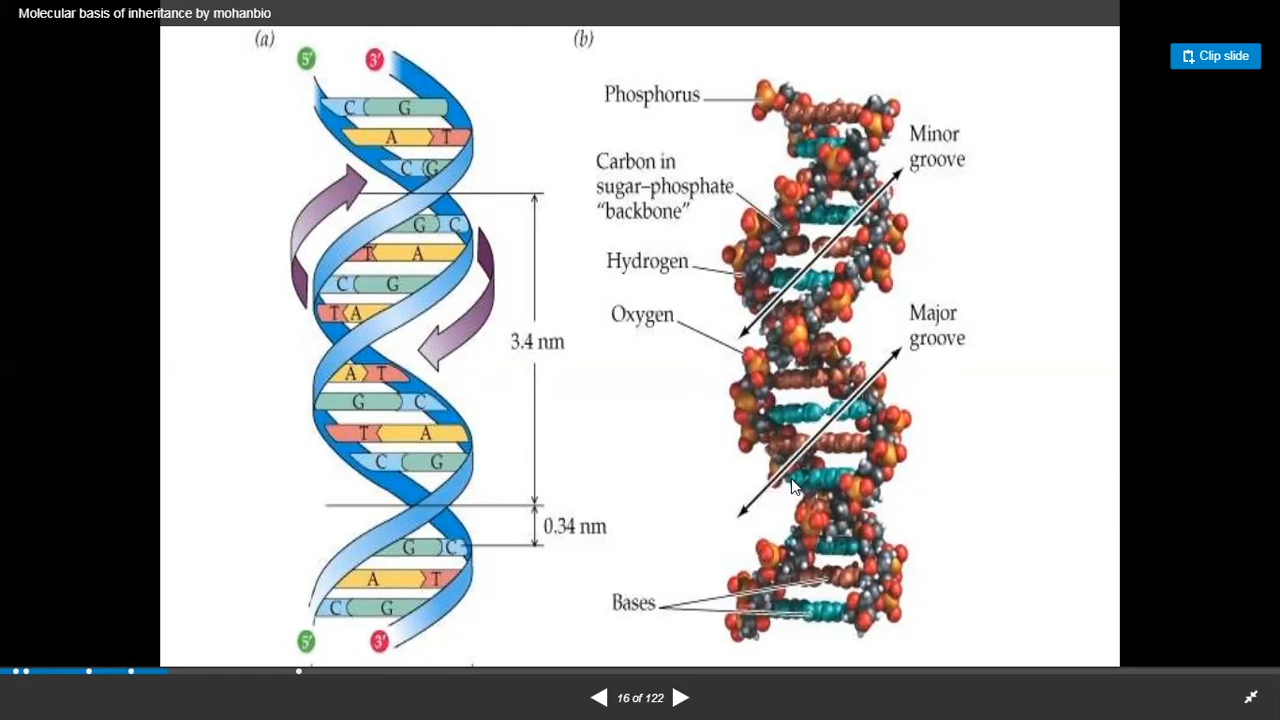 Molecular basis of inheritance by mohanbio
Clip slide
(a)
5' 3'
C G
A T
C G
G C
T A
C G
T A
A T
G C
T A
C G
G C
A T
C G
5' 3'
3.4 nm
0.34 nm
(b)
Phosphorus
Carbon in
sugar–phosphate
"backbone"
Hydrogen
Oxygen
Bases
Minor
groove
Major
groove
16 of 122